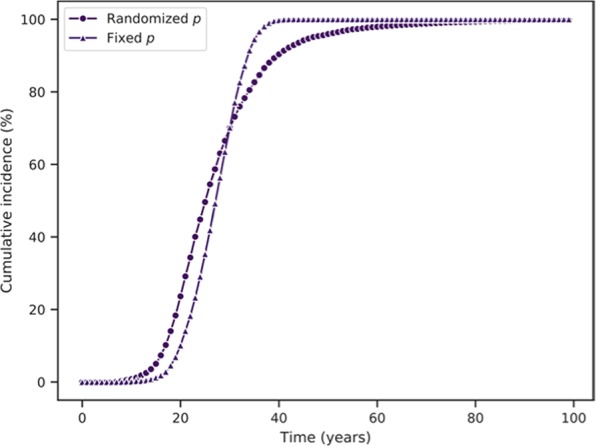 Randomized p
Fixed p
Cumulative incidence (%)
100
80
60
40
20
0
0 20 40 60 80 100
Time (years)